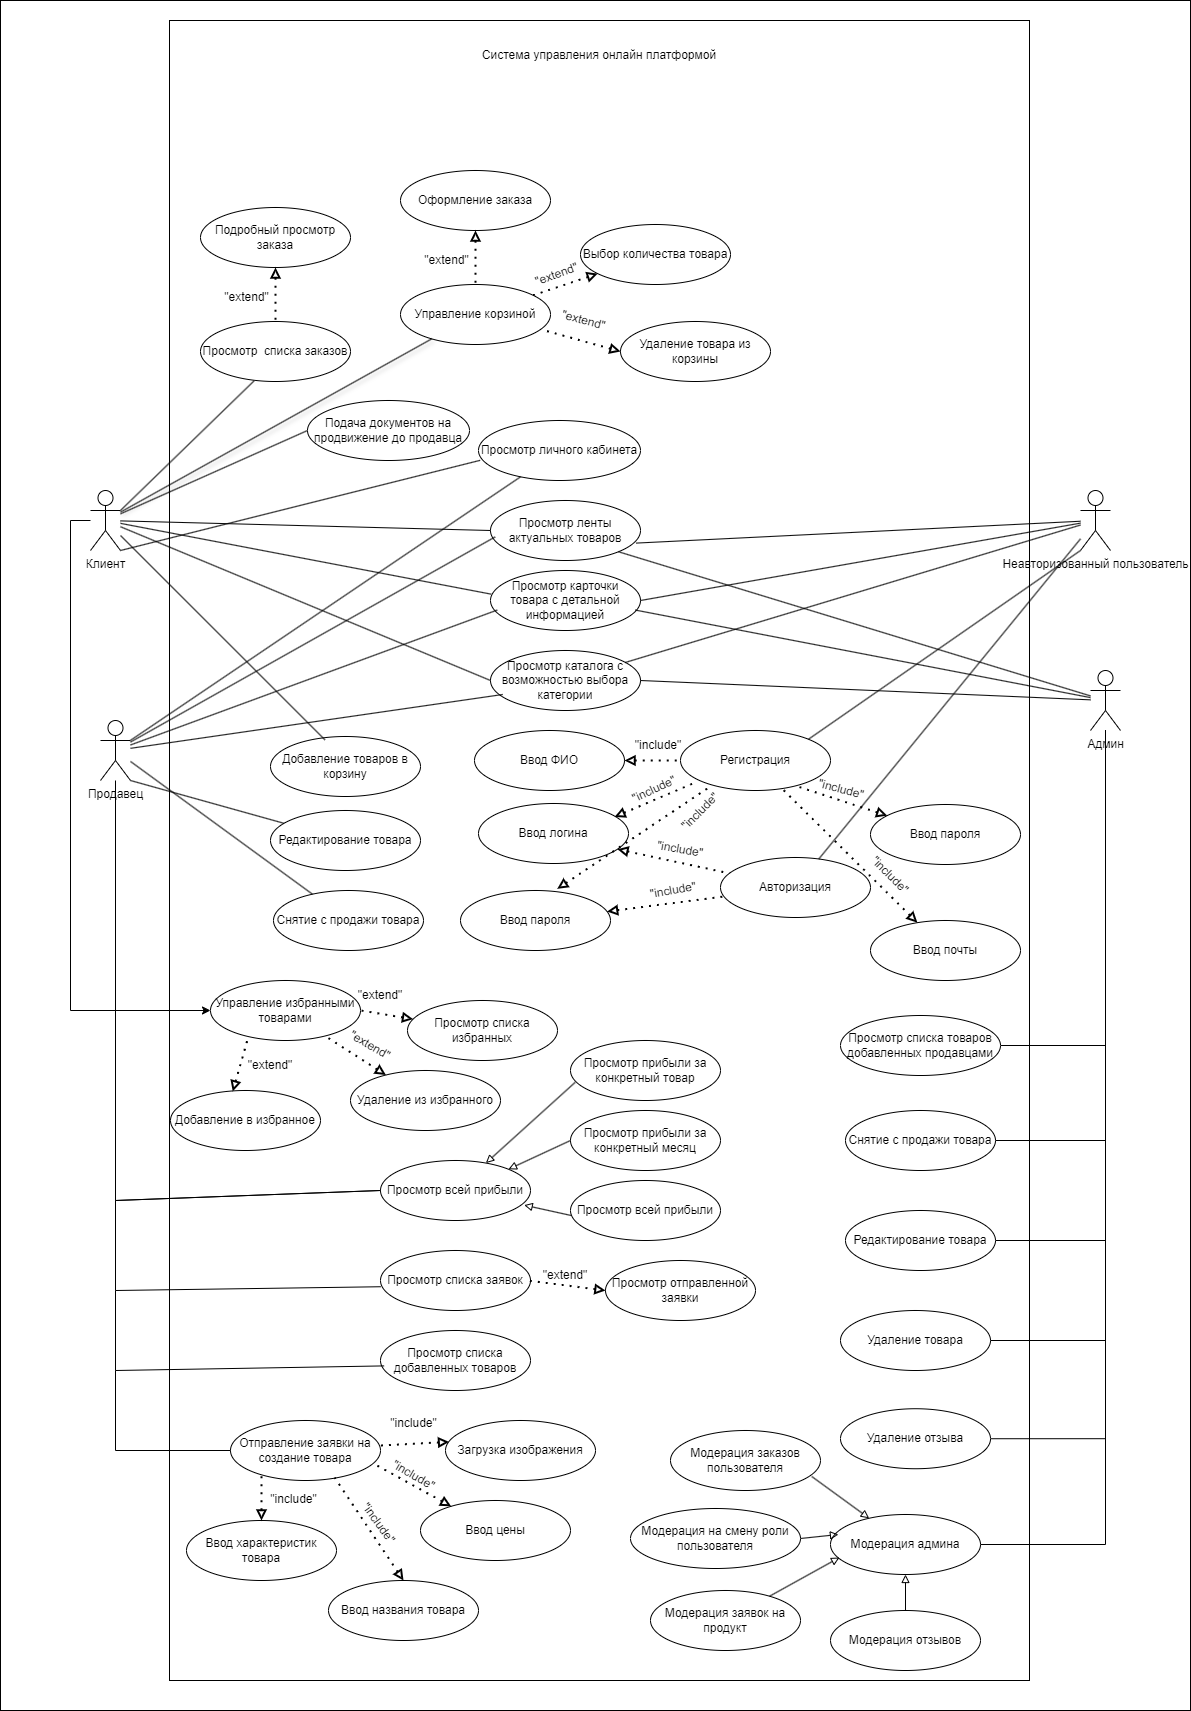 Система управления онлайн платформой
Оформление заказа
Подробный просмотр
заказа
"extend"
Выбор количества товара
"extend"
"extend"
Управление корзиной
"extend"
Просмотр  списка заказов
Удаление товара из
корзины
Подача документов на
продвижение до продавца
Просмотр личного кабинета
Просмотр ленты
актуальных товаров
Клиент
Неавторизованный пользователь
Просмотр карточки
товара с детальной
информацией
Просмотр каталога с
возможностью выбора
категории
Админ
Продавец
Добавление товаров в
корзину
Ввод ФИО
"include"
Регистрация
"include"
"include"
"include"
Ввод логина
Ввод пароля
Редактирование товара
"include"
"include"
"include"
Авторизация
Снятие с продажи товара
Ввод пароля
Ввод почты
Управление избранными
товарами
"extend"
Просмотр списка
избранных
"extend"
"extend"
Добавление в избранное
Удаление из избранного
Просмотр списка товаров
добавленных продавцами
Просмотр прибыли за
конкретный товар
Просмотр прибыли за
конкретный месяц
Снятие с продажи товара
Просмотр всей прибыли
Просмотр всей прибыли
Редактирование товара
Просмотр списка заявок
"extend"
Просмотр отправленной
заявки
Удаление товара
Просмотр списка
добавленных товаров
Удаление отзыва
Отправление заявки на
создание товара
"include"
Загрузка изображения
"include"
Модерация заказов
пользователя
"include"
"include"
Ввод цены
Ввод характеристик
товара
Модерация на смену роли
пользователя
Модерация админа
Ввод названия товара
Модерация заявок на
продукт
Модерация отзывов